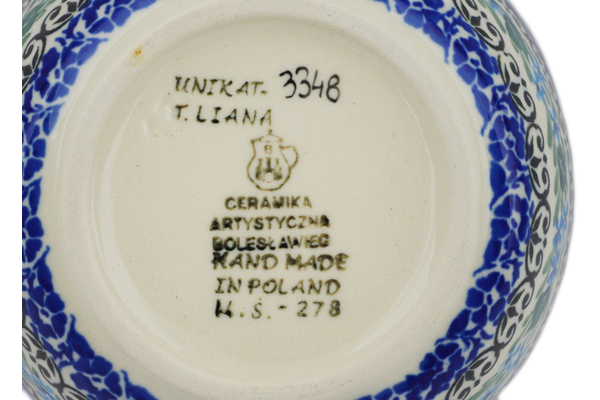 UNIKAT- 3348
T. LIANA
B
CERAMIKA
ARTYSTYCZNA
BOLESŁAWIEC
HAND MADE
IN POLAND
H.Ś.-278